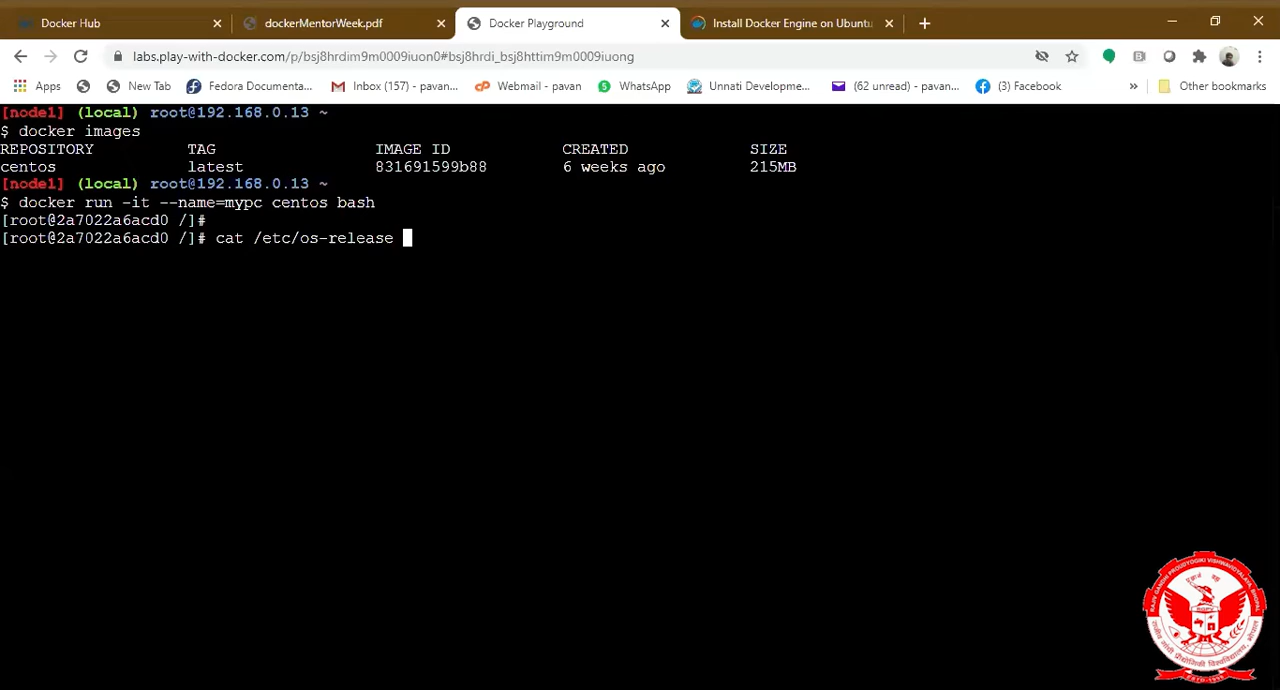 Docker Hub
dockerMentorWeek.pdf
Docker Playground
Install Docker Engine on Ubuntu
labs.play-with-docker.com/p/bsj8hrdim9m0009iuon0#bsj8hrdi_bsj8httim9m0009iuong
Apps
New Tab
Fedora Documenta...
Inbox (157) - pavan...
Webmail - pavan...
WhatsApp
Unnati Developme...
(62 unread) - pavan...
(3) Facebook
»
Other bookmarks
[node1] (local) root@192.168.0.13 ~
$ docker images
REPOSITORY TAG IMAGE ID CREATED SIZE
centos latest 831691599b88 6 weeks ago 215MB
[node1] (local) root@192.168.0.13 ~
$ docker run -it --name=mypc centos bash
[root@2a7022a6acd0 /]#
[root@2a7022a6acd0 /]# cat /etc/os-release